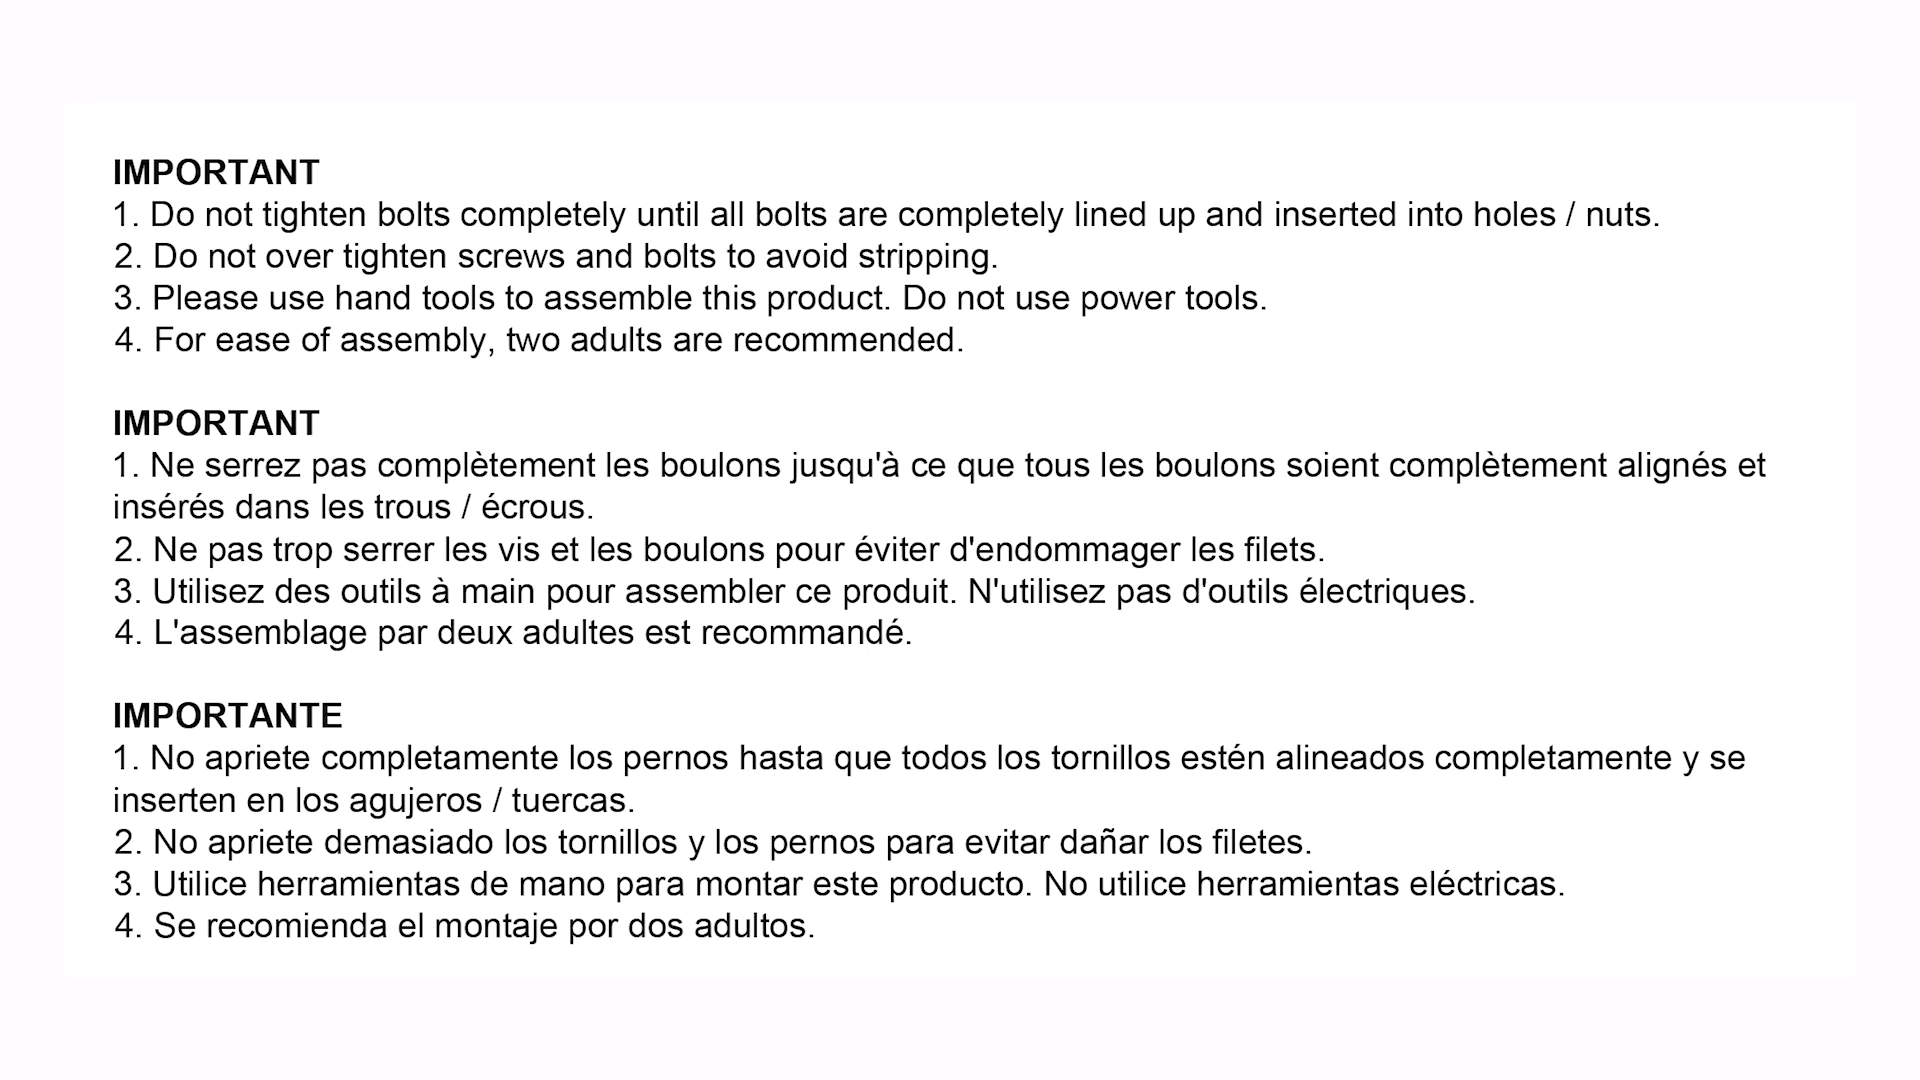 IMPORTANT
1. Do not tighten bolts completely until all bolts are completely lined up and inserted into holes / nuts.
2. Do not over tighten screws and bolts to avoid stripping.
3. Please use hand tools to assemble this product. Do not use power tools.
4. For ease of assembly, two adults are recommended.
IMPORTANT
1. Ne serrez pas complètement les boulons jusqu'à ce que tous les boulons soient complètement alignés et
insérés dans les trous / écrous.
2. Ne pas trop serrer les vis et les boulons pour éviter d'endommager les filets.
3. Utilisez des outils à main pour assembler ce produit. N'utilisez pas d'outils électriques.
4. L'assemblage par deux adultes est recommandé.
IMPORTANTE
1. No apriete completamente los pernos hasta que todos los tornillos estén alineados completamente y se
inserten en los agujeros / tuercas.
2. No apriete demasiado los tornillos y los pernos para evitar dañar los filetes.
3. Utilice herramientas de mano para montar este producto. No utilice herramientas eléctricas.
4. Se recomienda el montaje por dos adultos.